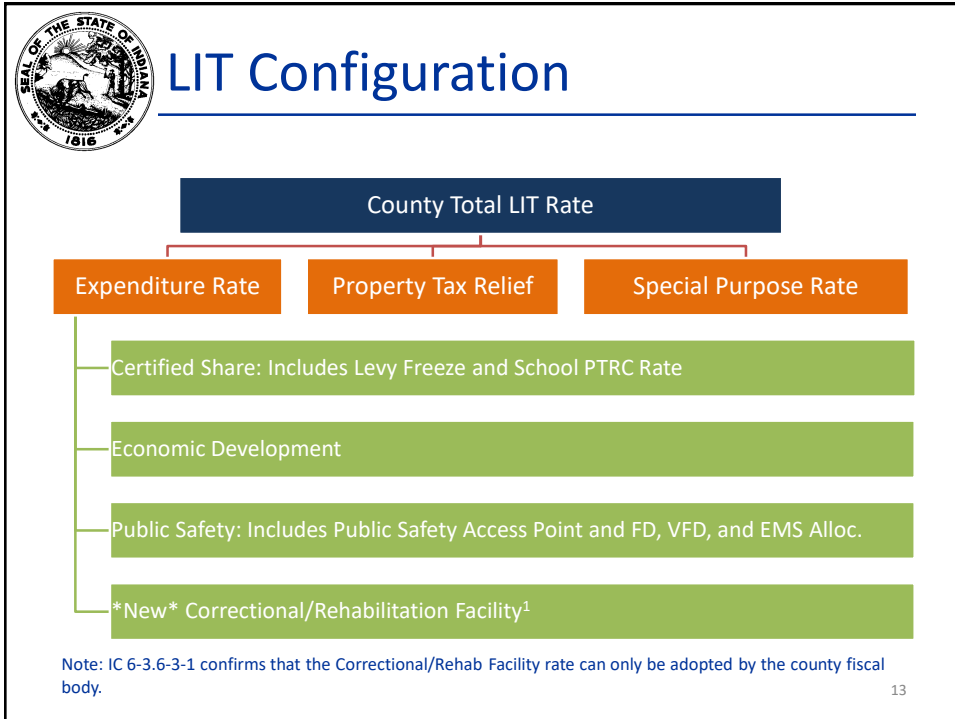 SEAL OF THE STATE OF INDIANA
1816
LIT Configuration
County Total LIT Rate
Expenditure Rate
Property Tax Relief
Special Purpose Rate
Certified Share: Includes Levy Freeze and School PTRC Rate
Economic Development
Public Safety: Includes Public Safety Access Point and FD, VFD, and EMS Alloc.
*New* Correctional/Rehabilitation Facility¹
Note: IC 6-3.6-3-1 confirms that the Correctional/Rehab Facility rate can only be adopted by the county fiscal
body.
13